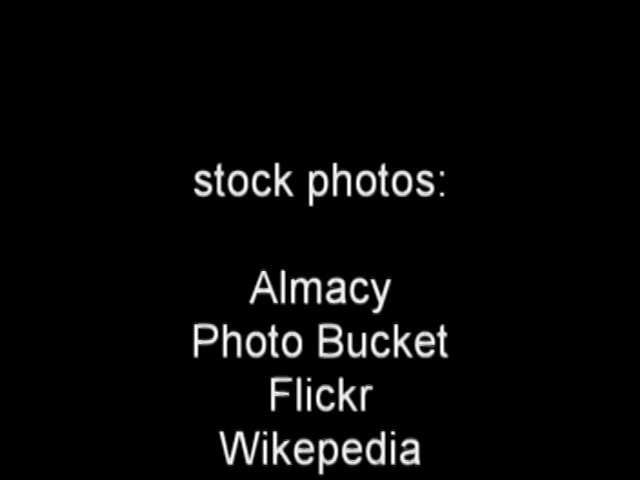 stock photos:
Almacy
Photo Bucket
Flickr
Wikepedia